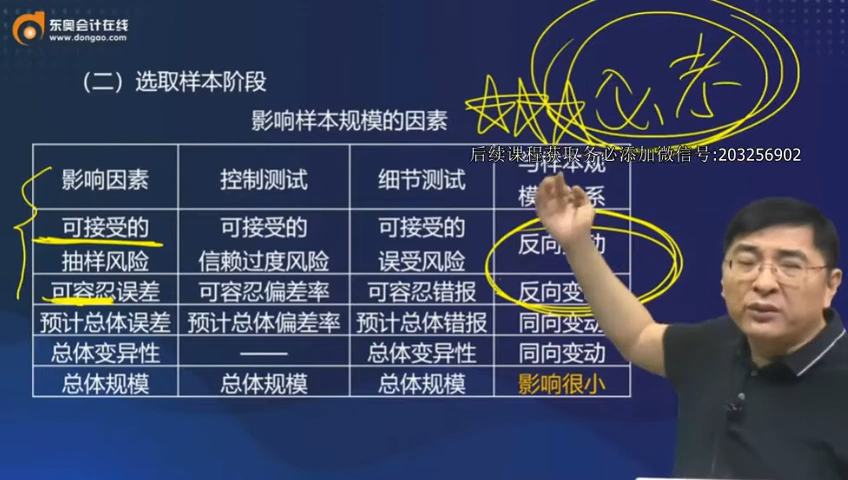 东奥会计在线
www.dongao.com
（二）选取样本阶段
必考
影响样本规模的因素
后续课程获取务必添加微信号:203256902
影响因素 控制测试 细节测试 与样本规
模 系
可接受的 可接受的 可接受的 反向 动
抽样风险 信赖过度风险 误受风险
可容忍误差 可容忍偏差率 可容忍错报 反向变
预计总体误差 预计总体偏差率 预计总体错报 同向变动
总体变异性 —— 总体变异性 同向变动
总体规模 总体规模 总体规模 影响很小